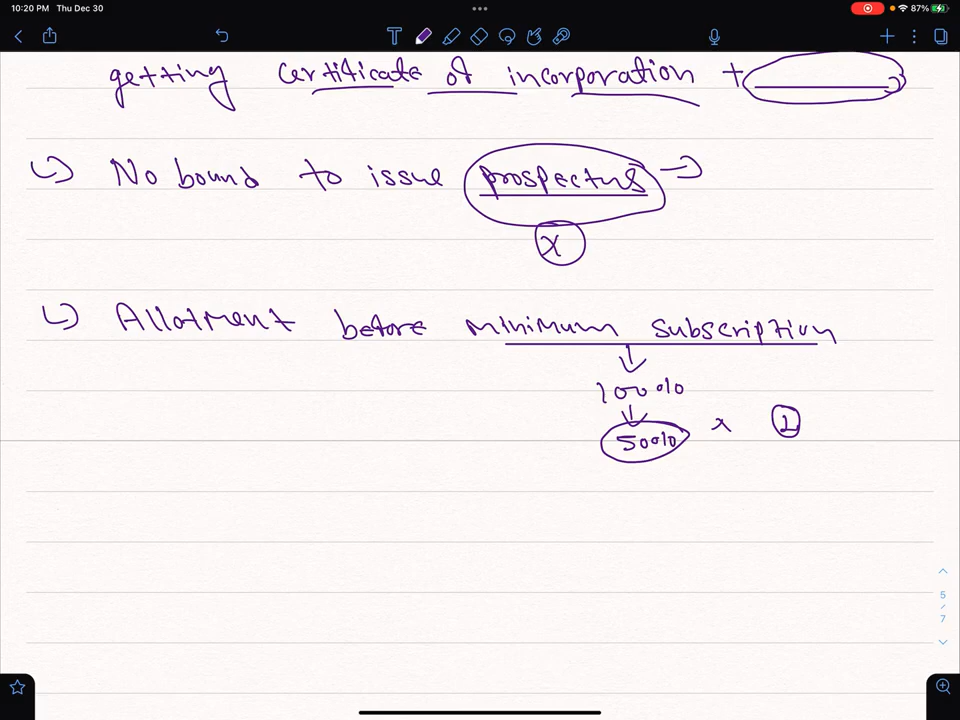 10:20 PM Thu Dec 30
87%
getting certificate of incorporation +
No bound to issue prospectus →
x
Allotment before minimum subscription
100%
50% x 2
5
/
7